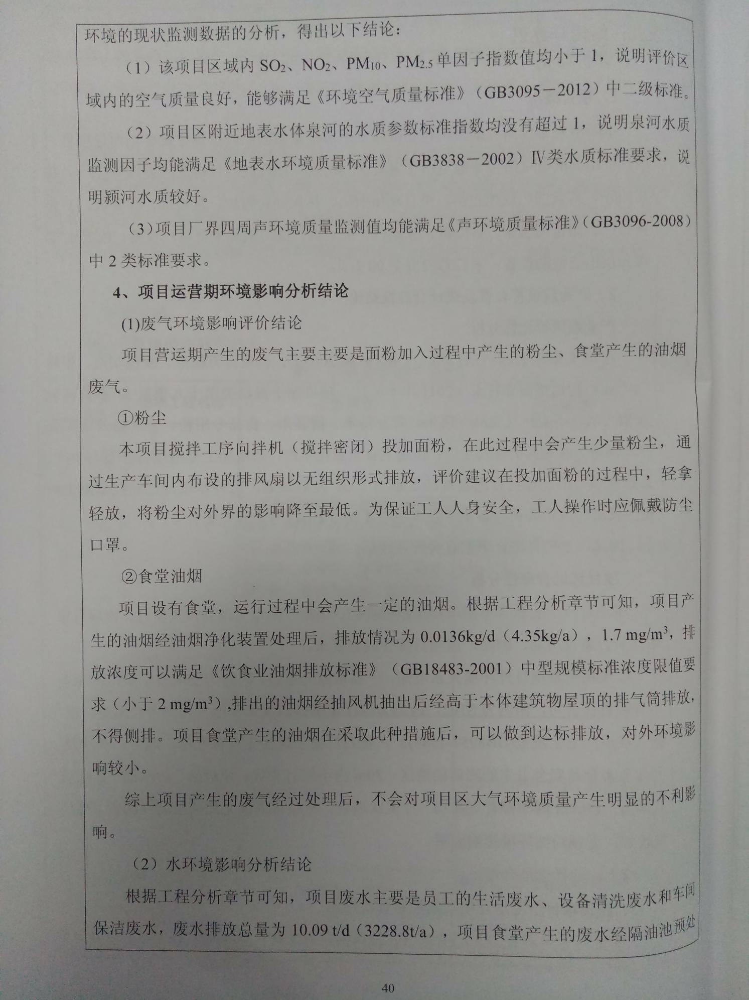 环境的现状监测数据的分析，得出以下结论：
（1）该项目区域内 SO₂、NO₂、PM₁₀、PM₂.₅ 单因子指数值均小于 1，说明评价区
域内的空气质量良好，能够满足《环境空气质量标准》（GB3095－2012）中二级标准。
（2）项目区附近地表水体泉河的水质参数标准指数均没有超过 1，说明泉河水质
监测因子均能满足《地表水环境质量标准》（GB3838－2002）Ⅳ类水质标准要求，说
明颍河水质较好。
（3）项目厂界四周声环境质量监测值均能满足《声环境质量标准》（GB3096-2008）
中 2 类标准要求。
4、项目运营期环境影响分析结论
(1)废气环境影响评价结论
项目营运期产生的废气主要主要是面粉加入过程中产生的粉尘、食堂产生的油烟
废气。
①粉尘
本项目搅拌工序向拌机（搅拌密闭）投加面粉，在此过程中会产生少量粉尘，通
过生产车间内布设的排风扇以无组织形式排放，评价建议在投加面粉的过程中，轻拿
轻放，将粉尘对外界的影响降至最低。为保证工人人身安全，工人操作时应佩戴防尘
口罩。
②食堂油烟
项目设有食堂，运行过程中会产生一定的油烟。根据工程分析章节可知，项目产
生的油烟经油烟净化装置处理后，排放情况为 0.0136kg/d（4.35kg/a），1.7 mg/m³，排
放浓度可以满足《饮食业油烟排放标准》（GB18483-2001）中型规模标准浓度限值要
求（小于 2 mg/m³）,排出的油烟经抽风机抽出后经高于本体建筑物屋顶的排气筒排放，
不得侧排。项目食堂产生的油烟在采取此种措施后，可以做到达标排放，对外环境影
响较小。
综上项目产生的废气经过处理后，不会对项目区大气环境质量产生明显的不利影
响。
（2）水环境影响分析结论
根据工程分析章节可知，项目废水主要是员工的生活废水、设备清洗废水和车间
保洁废水，废水排放总量为 10.09 t/d（3228.8t/a），项目食堂产生的废水经隔油池预处
40